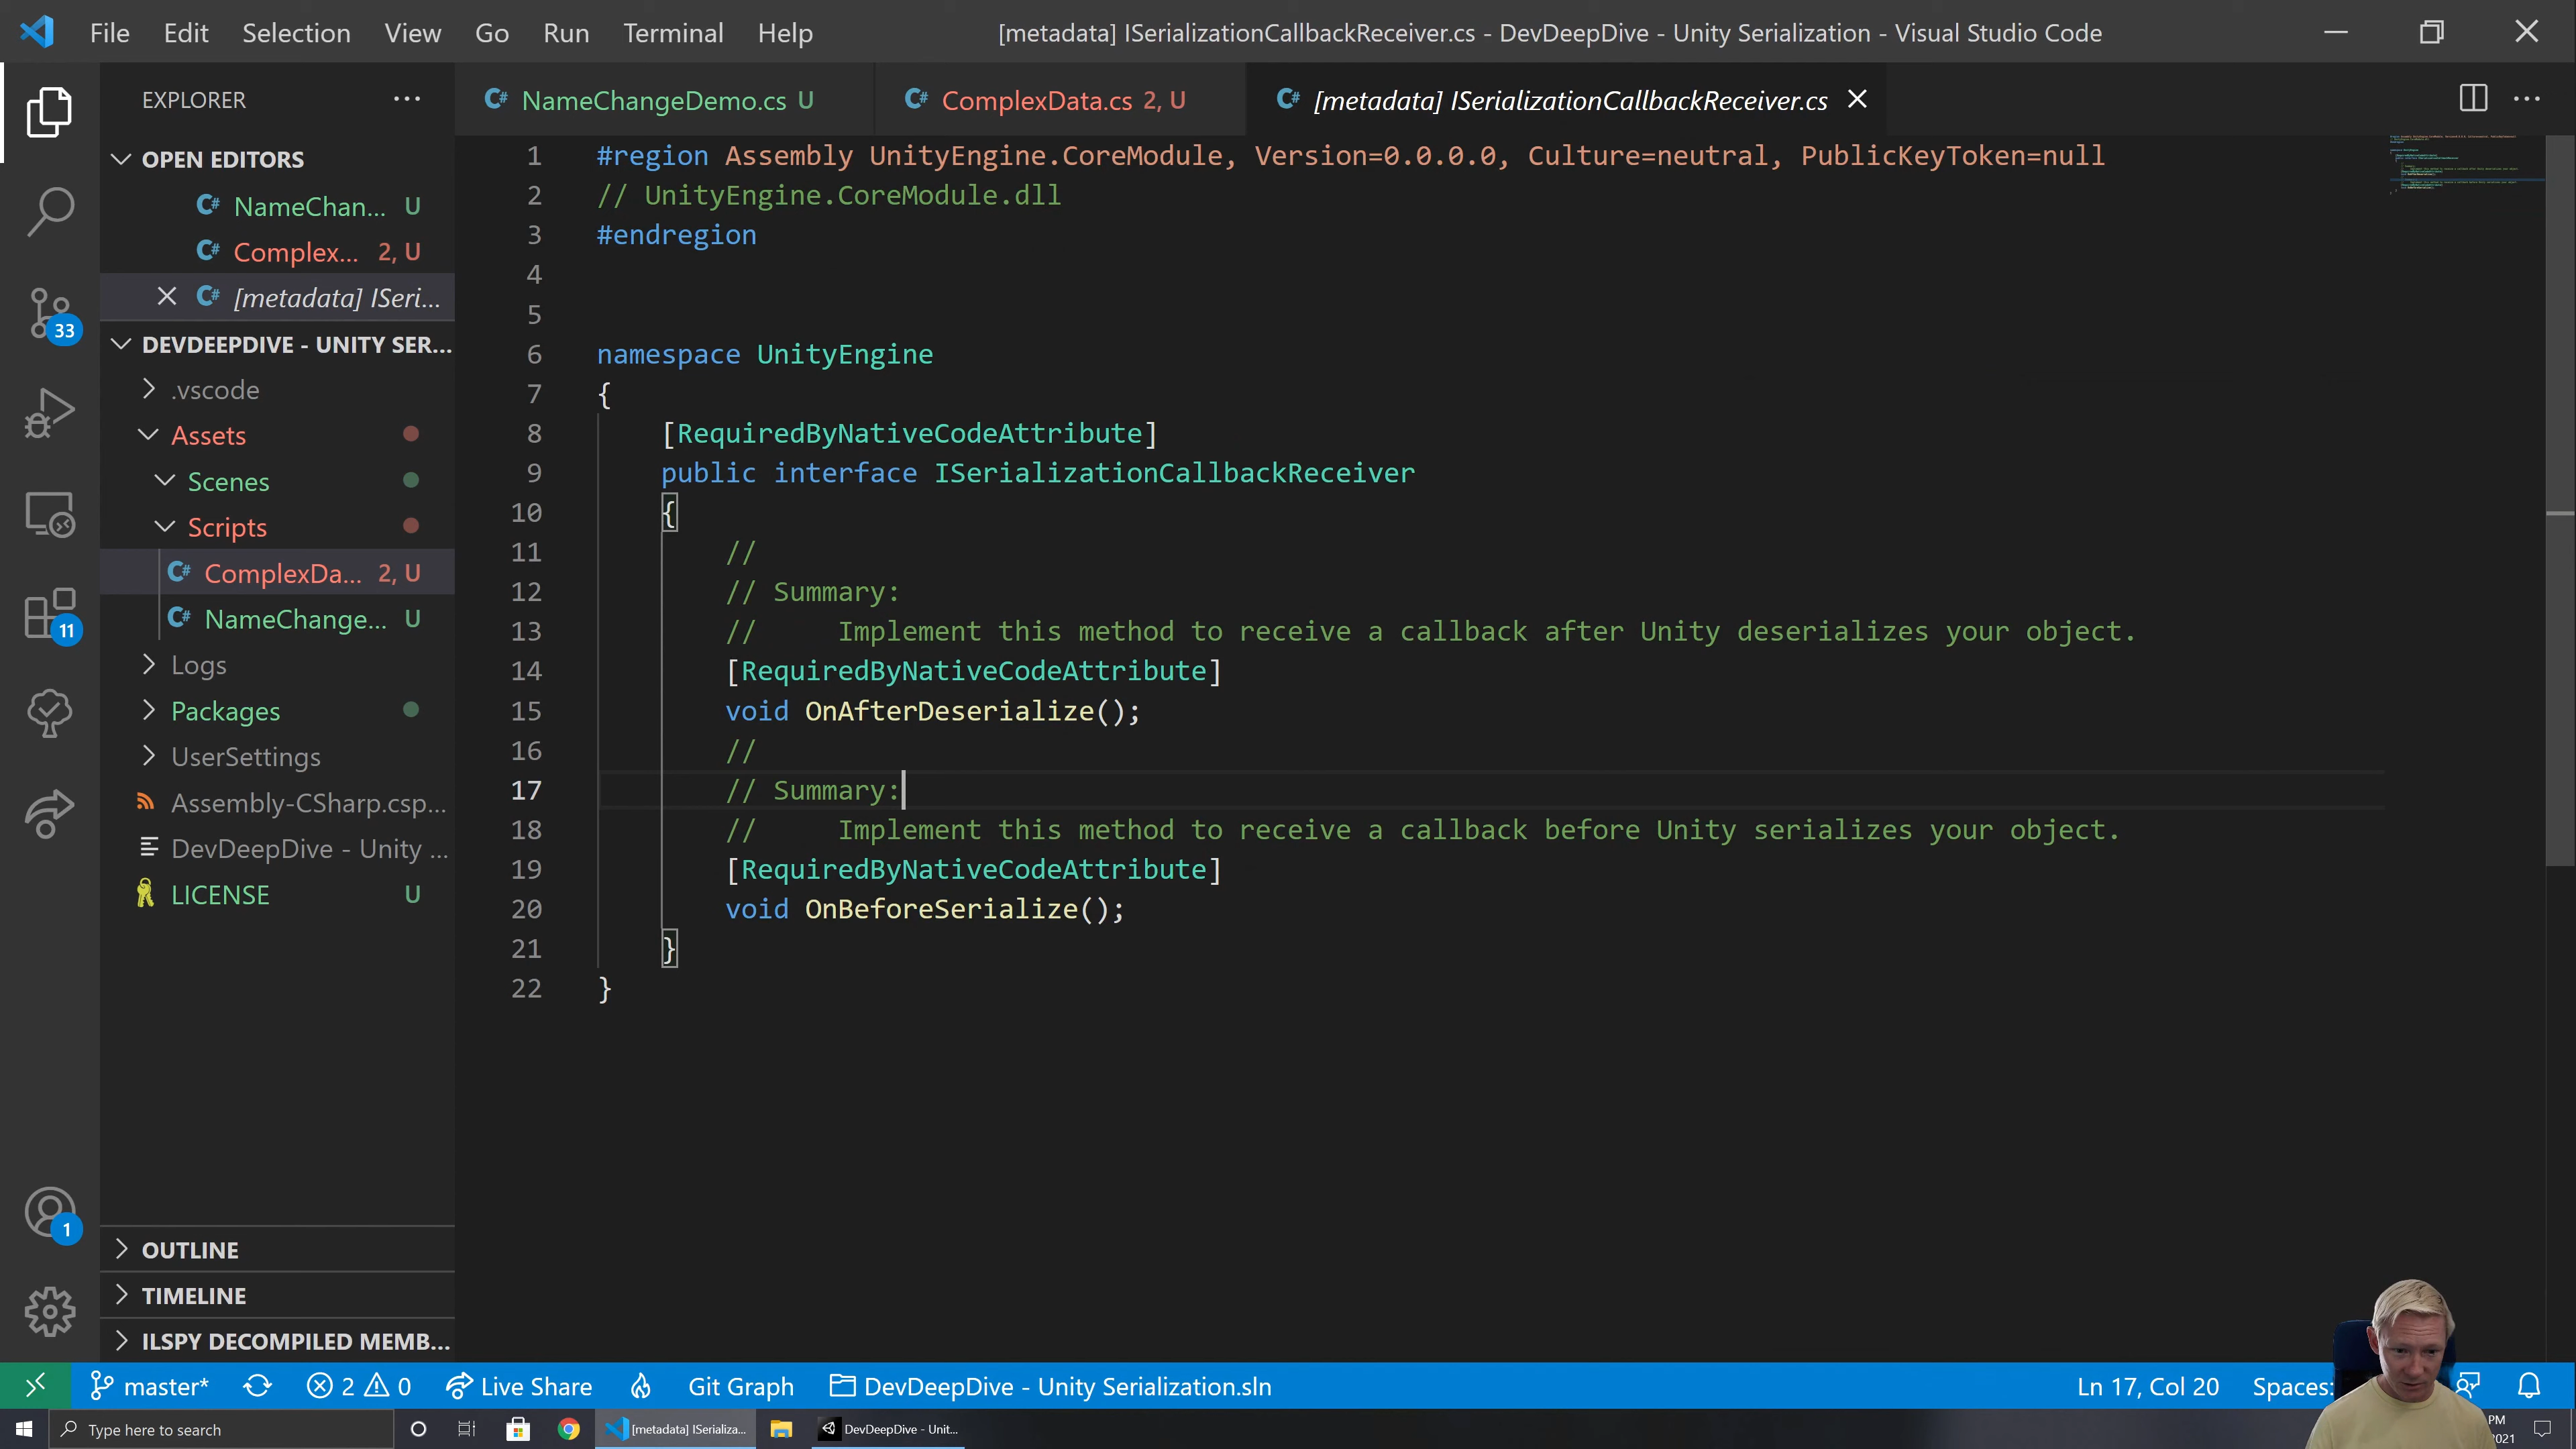 File Edit Selection View Go Run Terminal Help
[metadata] ISerializationCallbackReceiver.cs - DevDeepDive - Unity Serialization - Visual Studio Code
EXPLORER
NameChangeDemo.cs U
ComplexData.cs 2, U
[metadata] ISerializationCallbackReceiver.cs
OPEN EDITORS
NameChan... U
Complex... 2, U
[metadata] ISeri...
DEVDEEPDIVE - UNITY SER...
.vscode
Assets
Scenes
Scripts
ComplexDa... 2, U
NameChange... U
Logs
Packages
UserSettings
Assembly-CSharp.csp...
DevDeepDive - Unity ...
LICENSE U
OUTLINE
TIMELINE
ILSPY DECOMPILED MEMB...
33
11
1
1 #region Assembly UnityEngine.CoreModule, Version=0.0.0.0, Culture=neutral, PublicKeyToken=null
2 // UnityEngine.CoreModule.dll
3 #endregion
4
5
6 namespace UnityEngine
7 {
8 [RequiredByNativeCodeAttribute]
9 public interface ISerializationCallbackReceiver
10 {
11 //
12 // Summary:
13 // Implement this method to receive a callback after Unity deserializes your object.
14 [RequiredByNativeCodeAttribute]
15 void OnAfterDeserialize();
16 //
17 // Summary:
18 // Implement this method to receive a callback before Unity serializes your object.
19 [RequiredByNativeCodeAttribute]
20 void OnBeforeSerialize();
21 }
22 }
master* 2 0 Live Share Git Graph DevDeepDive - Unity Serialization.sln Ln 17, Col 20 Spaces:
Type here to search
[metadata] ISerializa...
DevDeepDive - Unit...
PM
2021